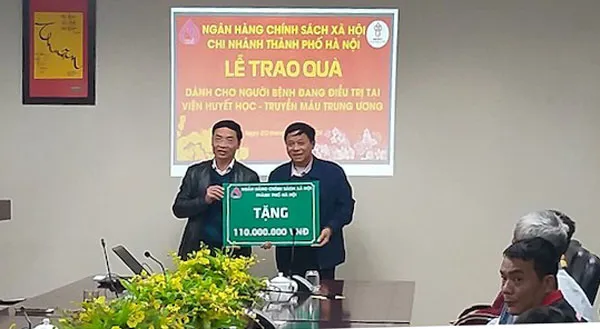 NGÂN HÀNG CHÍNH SÁCH XÃ HỘI
CHI NHÁNH THÀNH PHỐ HÀ NỘI
LỄ TRAO QUÀ
DÀNH CHO NGƯỜI BỆNH ĐANG ĐIỀU TRỊ TẠI
VIỆN HUYẾT HỌC - TRUYỀN MÁU TRUNG ƯƠNG
NGÂN HÀNG CHÍNH SÁCH XÃ HỘI
THÀNH PHỐ HÀ NỘI
TẶNG
110.000.000 VNĐ